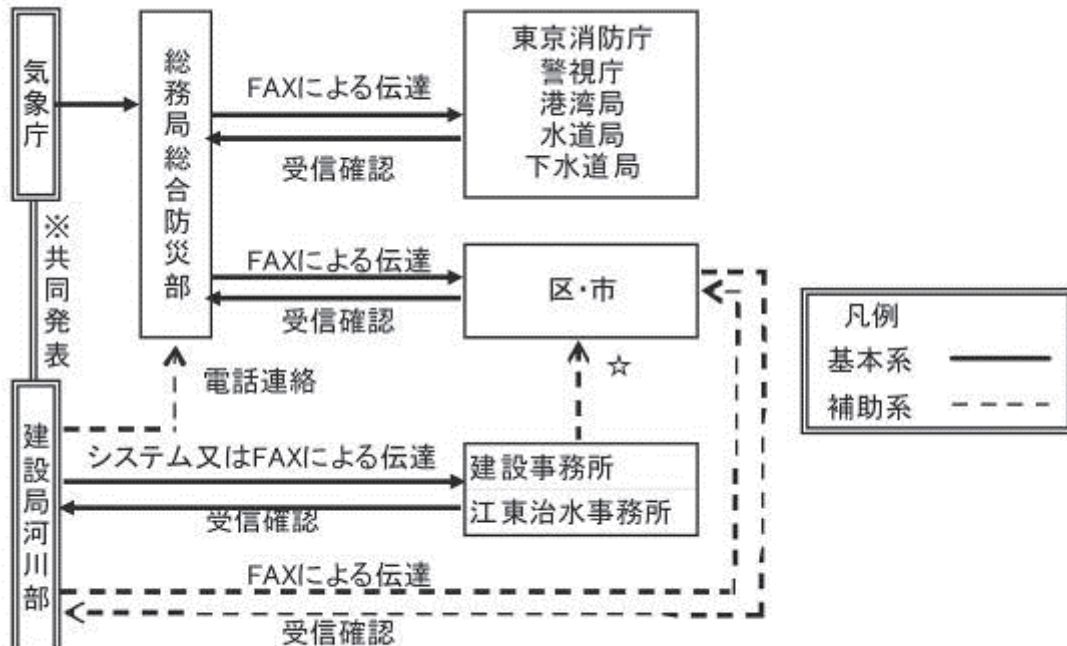 気象庁
総務局総合防災部
FAXによる伝達
受信確認
東京消防庁
警視庁
港湾局
水道局
下水道局
※共同発表
FAXによる伝達
受信確認
区・市
凡例
基本系
補助系
電話連絡
☆
建設局河川部
システム又はFAXによる伝達
受信確認
建設事務所
江東治水事務所
FAXによる伝達
受信確認